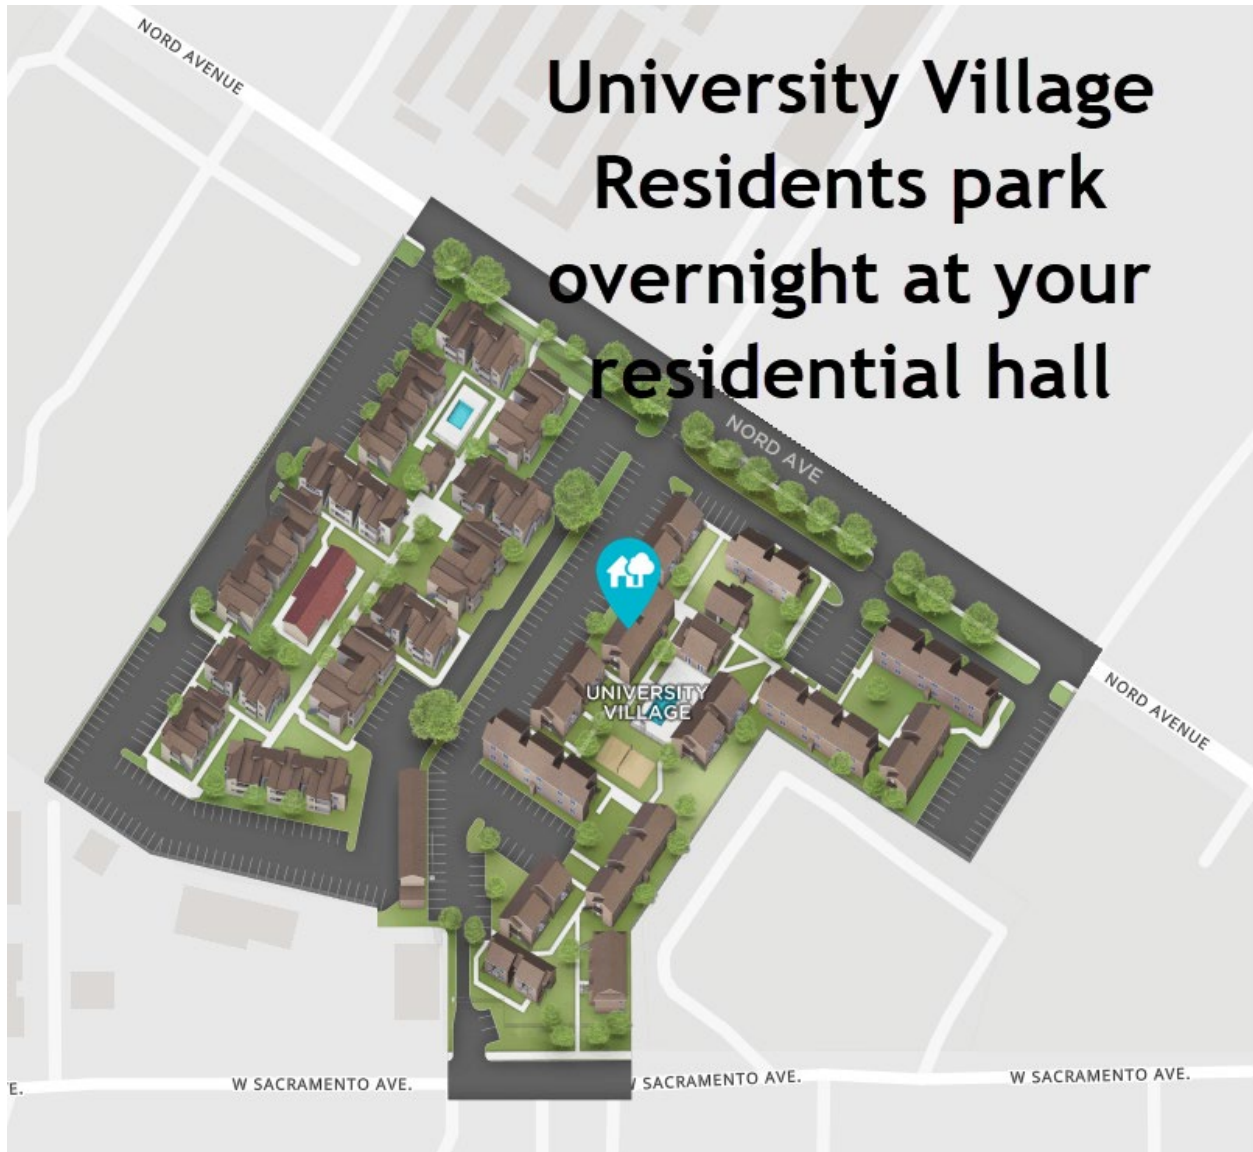 NORD AVENUE
University Village
Residents park
overnight at your
residential hall
NORD AVE
UNIVERSITY
VILLAGE
NORD AVENUE
E.
W SACRAMENTO AVE.
SACRAMENTO AVE.
W SACRAMENTO AVE.